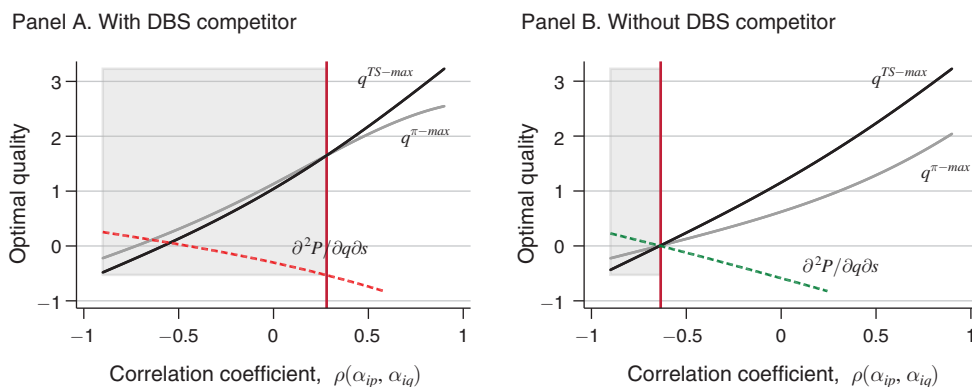 Panel A. With DBS competitor
Optimal quality
3
2
1
0
−1
q^{TS−max}
q^{π−max}
∂²P/∂q∂s
−1
−0.5
0
0.5
1
Correlation coefficient, ρ(α_{ip}, α_{iq})
Panel B. Without DBS competitor
Optimal quality
3
2
1
0
−1
q^{TS−max}
q^{π−max}
∂²P/∂q∂s
−1
−0.5
0
0.5
1
Correlation coefficient, ρ(α_{ip}, α_{iq})